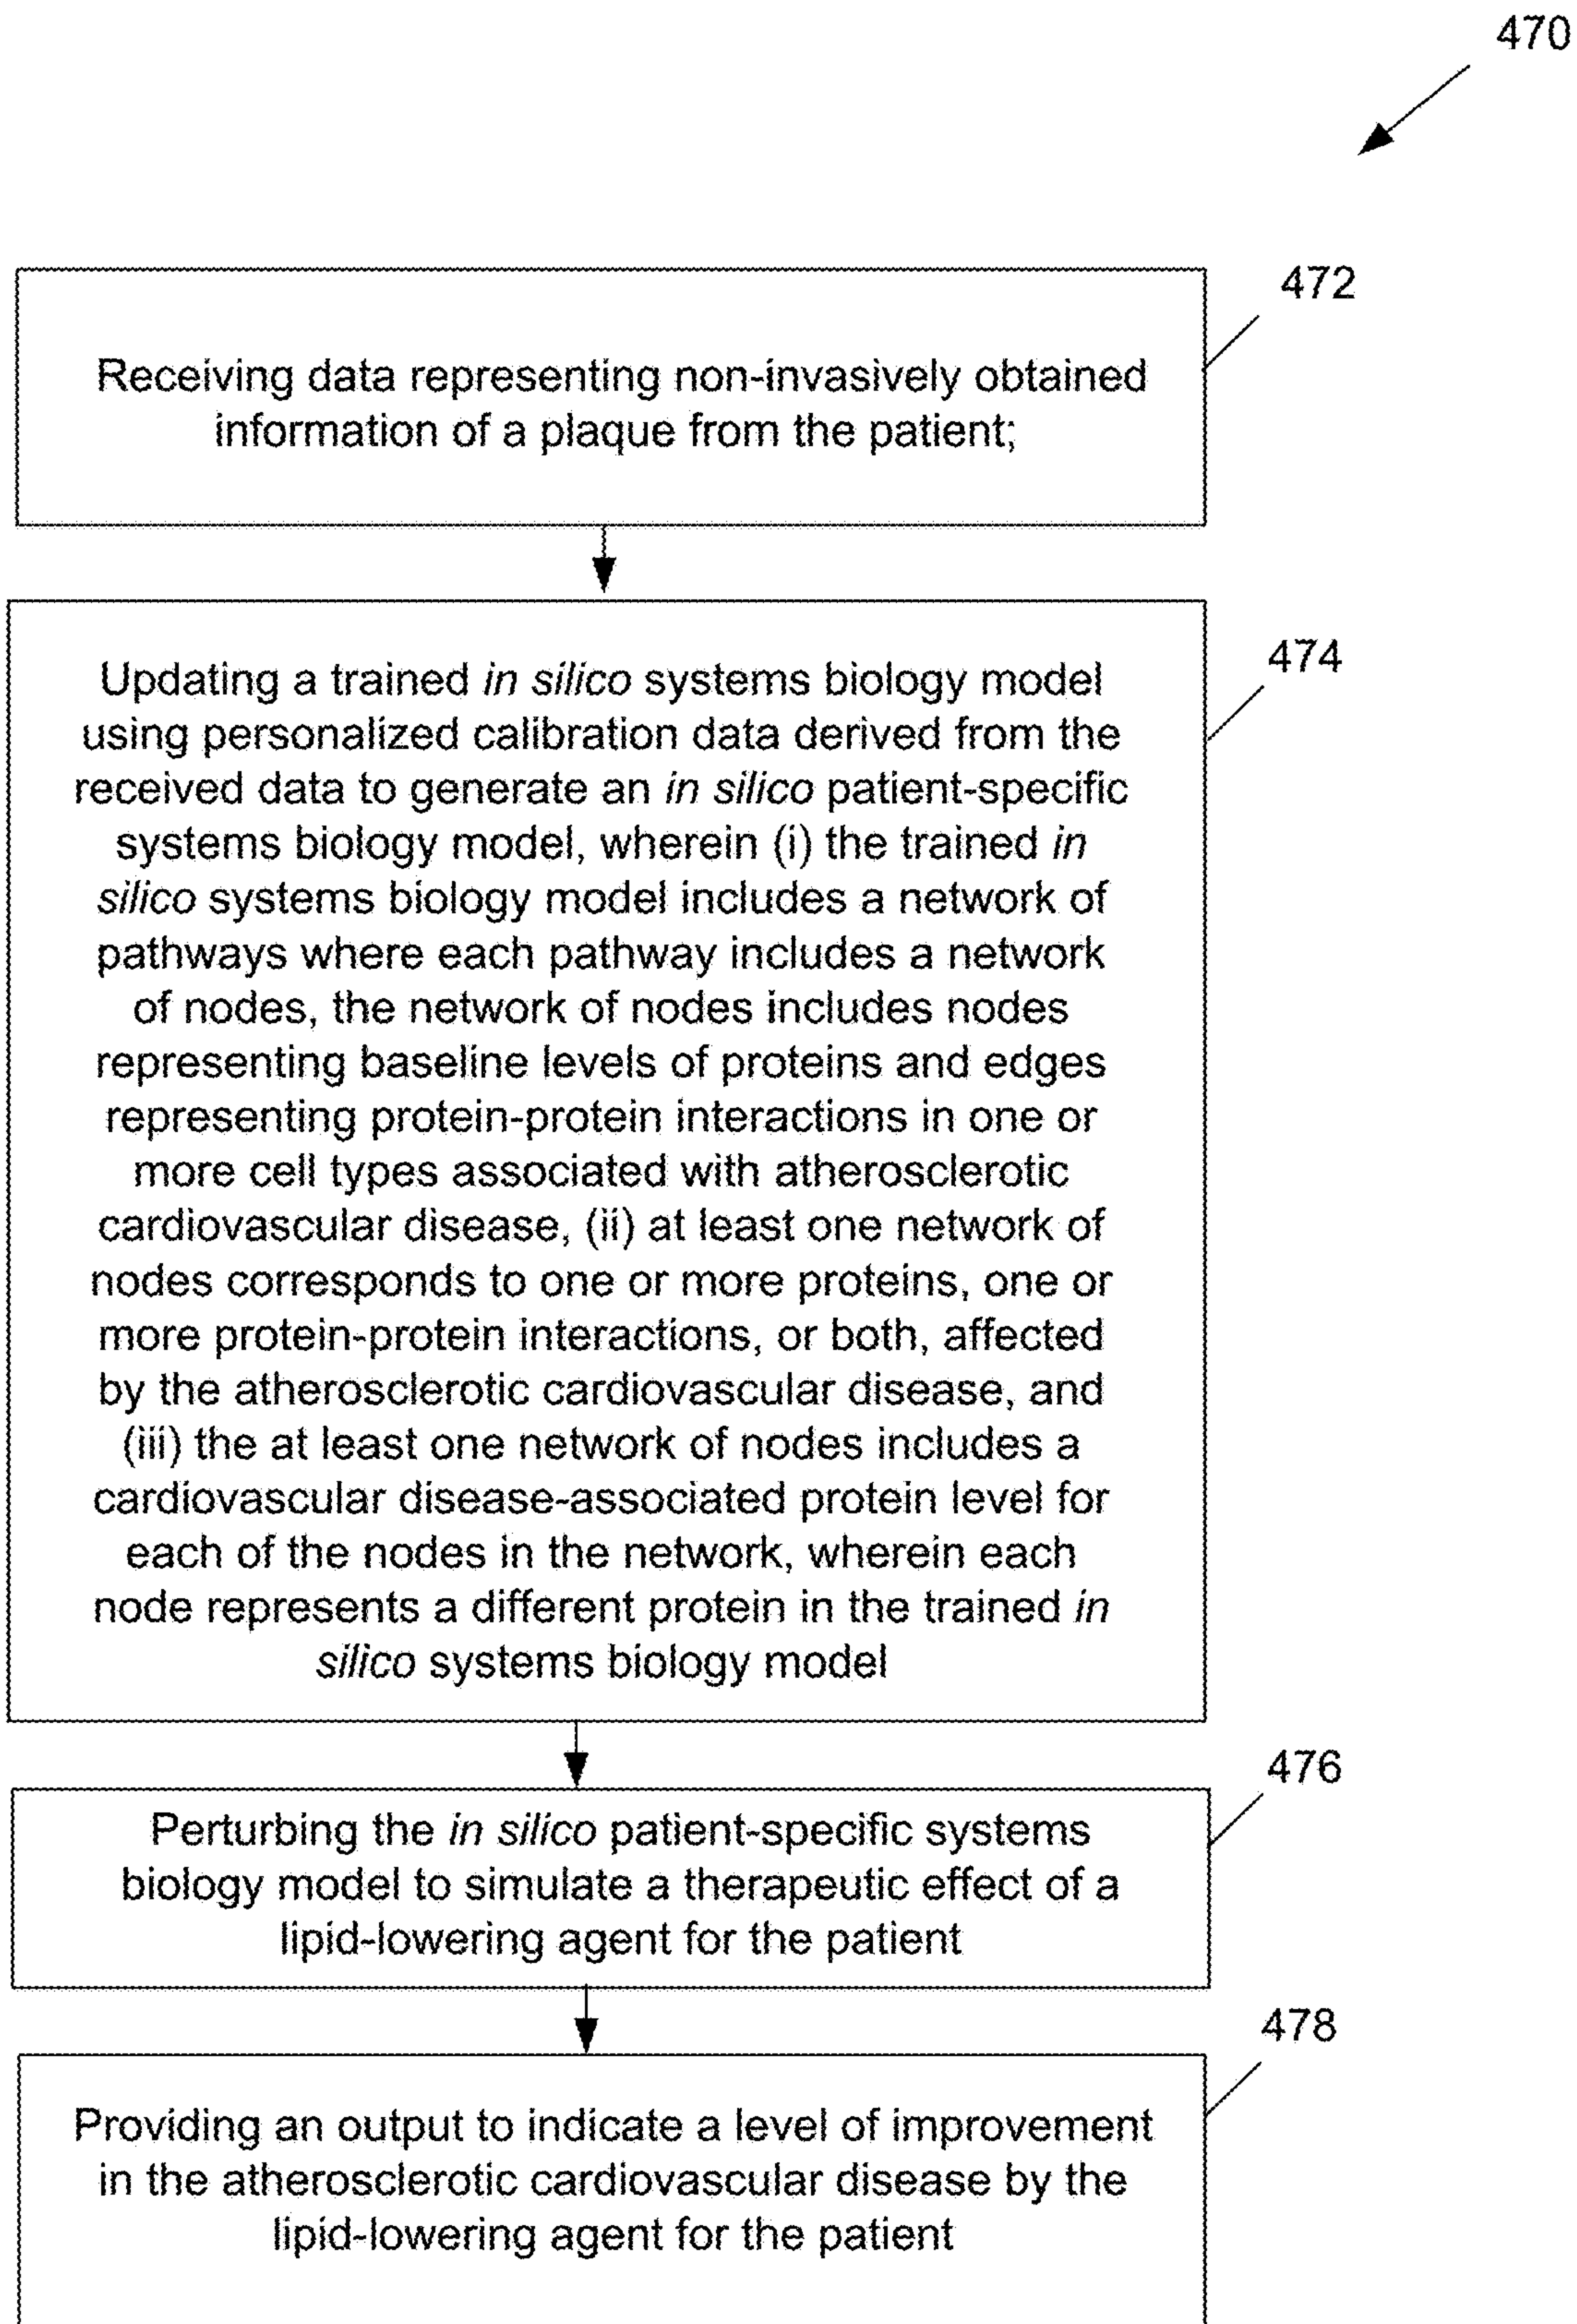 470
472
Receiving data representing non-invasively obtained
information of a plaque from the patient;
474
Updating a trained in silico systems biology model
using personalized calibration data derived from the
received data to generate an in silico patient-specific
systems biology model, wherein (i) the trained in
silico systems biology model includes a network of
pathways where each pathway includes a network
of nodes, the network of nodes includes nodes
representing baseline levels of proteins and edges
representing protein-protein interactions in one or
more cell types associated with atherosclerotic
cardiovascular disease, (ii) at least one network of
nodes corresponds to one or more proteins, one or
more protein-protein interactions, or both, affected
by the atherosclerotic cardiovascular disease, and
(iii) the at least one network of nodes includes a
cardiovascular disease-associated protein level for
each of the nodes in the network, wherein each
node represents a different protein in the trained in
silico systems biology model
476
Perturbing the in silico patient-specific systems
biology model to simulate a therapeutic effect of a
lipid-lowering agent for the patient
478
Providing an output to indicate a level of improvement
in the atherosclerotic cardiovascular disease by the
lipid-lowering agent for the patient